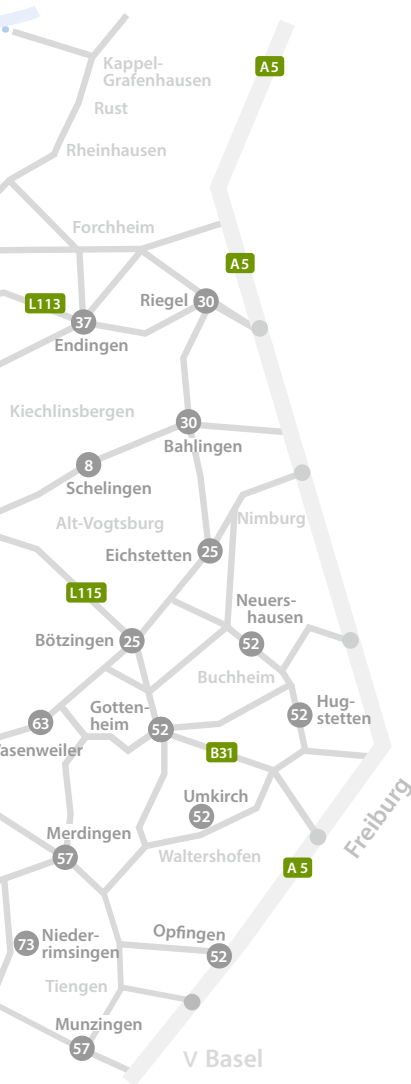 Kappel-
Grafenhausen
A 5
Rust
Rheinhausen
Forchheim
A 5
L113
Riegel 30
37
Endingen
Kiechlinsbergen
30
Bahlingen
8
Schelingen
Alt-Vogtsburg
Nimburg
Eichstetten 25
L115
Neuers-
hausen
52
Bötzingen 25
Buchheim
Gotten-
heim
52
Hug-
stetten
52
63
asenweiler
B31
Umkirch
52
Freiburg
Merdingen
57
Waltershofen
A 5
73
Nieder-
rimsingen
Opfingen
52
Tiengen
Munzingen
57
V Basel